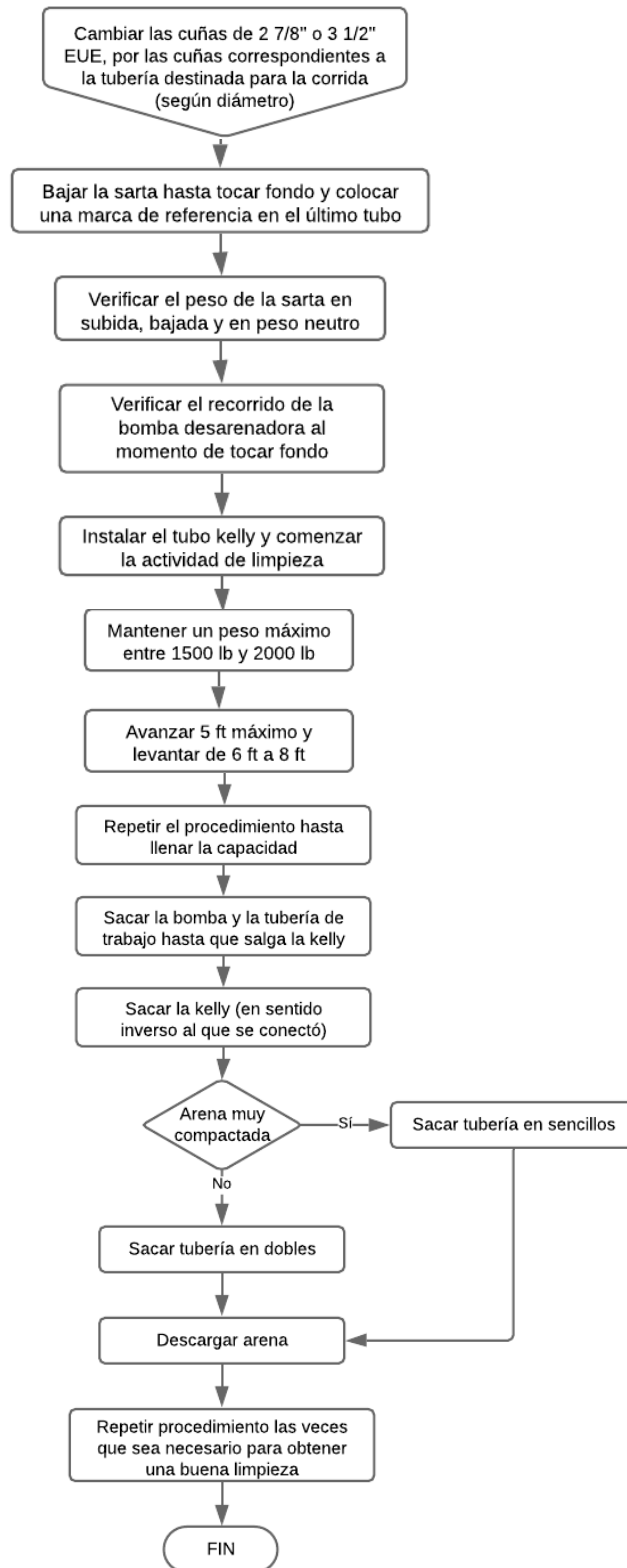 Cambiar las cuñas de 2 7/8" o 3 1/2"
EUE, por las cuñas correspondientes a
la tubería destinada para la corrida
(según diámetro)
Bajar la sarta hasta tocar fondo y colocar
una marca de referencia en el último tubo
Verificar el peso de la sarta en
subida, bajada y en peso neutro
Verificar el recorrido de la
bomba desarenadora al
momento de tocar fondo
Instalar el tubo kelly y comenzar
la actividad de limpieza
Mantener un peso máximo
entre 1500 lb y 2000 lb
Avanzar 5 ft máximo y
levantar de 6 ft a 8 ft
Repetir el procedimiento hasta
llenar la capacidad
Sacar la bomba y la tubería de
trabajo hasta que salga la kelly
Sacar la kelly (en sentido
inverso al que se conectó)
Arena muy
compactada
Sí
Sacar tubería en sencillos
No
Sacar tubería en dobles
Descargar arena
Repetir procedimiento las veces
que sea necesario para obtener
una buena limpieza
FIN